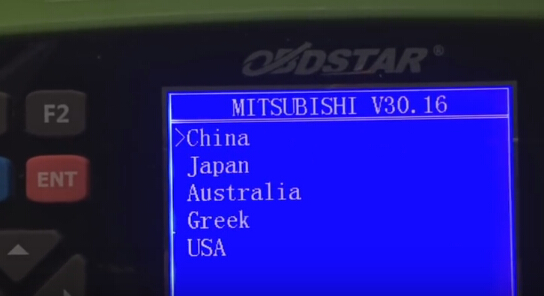 OBDSTAR®
F2
MITSUBISHI V30.16
>China
Japan
ENT
Australia
Greek
USA